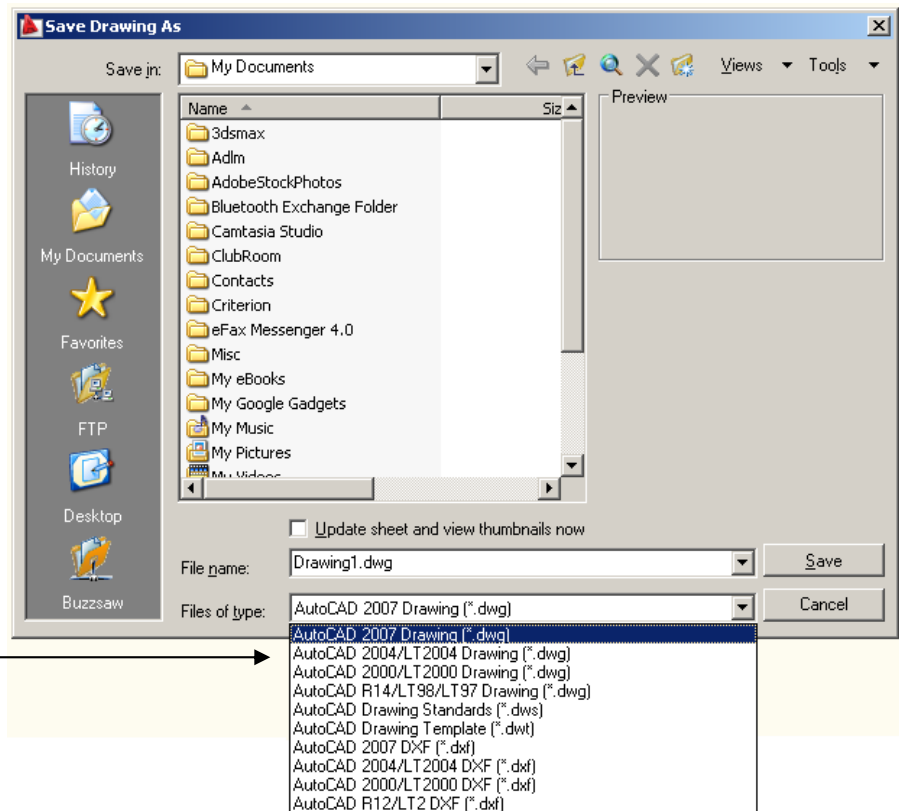 Save Drawing As
Save in: My Documents Views Tools
Name Siz Preview
3dsmax
Adlm
AdobeStockPhotos
Bluetooth Exchange Folder
Camtasia Studio
ClubRoom
Contacts
Criterion
eFax Messenger 4.0
Misc
My eBooks
My Google Gadgets
My Music
My Pictures
My Videos
History
My Documents
Favorites
FTP
Desktop
Buzzsaw
Update sheet and view thumbnails now
File name: Drawing1.dwg Save
Files of type: AutoCAD 2007 Drawing (*.dwg) Cancel
AutoCAD 2007 Drawing (*.dwg)
AutoCAD 2004/LT2004 Drawing (*.dwg)
AutoCAD 2000/LT2000 Drawing (*.dwg)
AutoCAD R14/LT98/LT97 Drawing (*.dwg)
AutoCAD Drawing Standards (*.dws)
AutoCAD Drawing Template (*.dwt)
AutoCAD 2007 DXF (*.dxf)
AutoCAD 2004/LT2004 DXF (*.dxf)
AutoCAD 2000/LT2000 DXF (*.dxf)
AutoCAD R12/LT2 DXF (*.dxf)